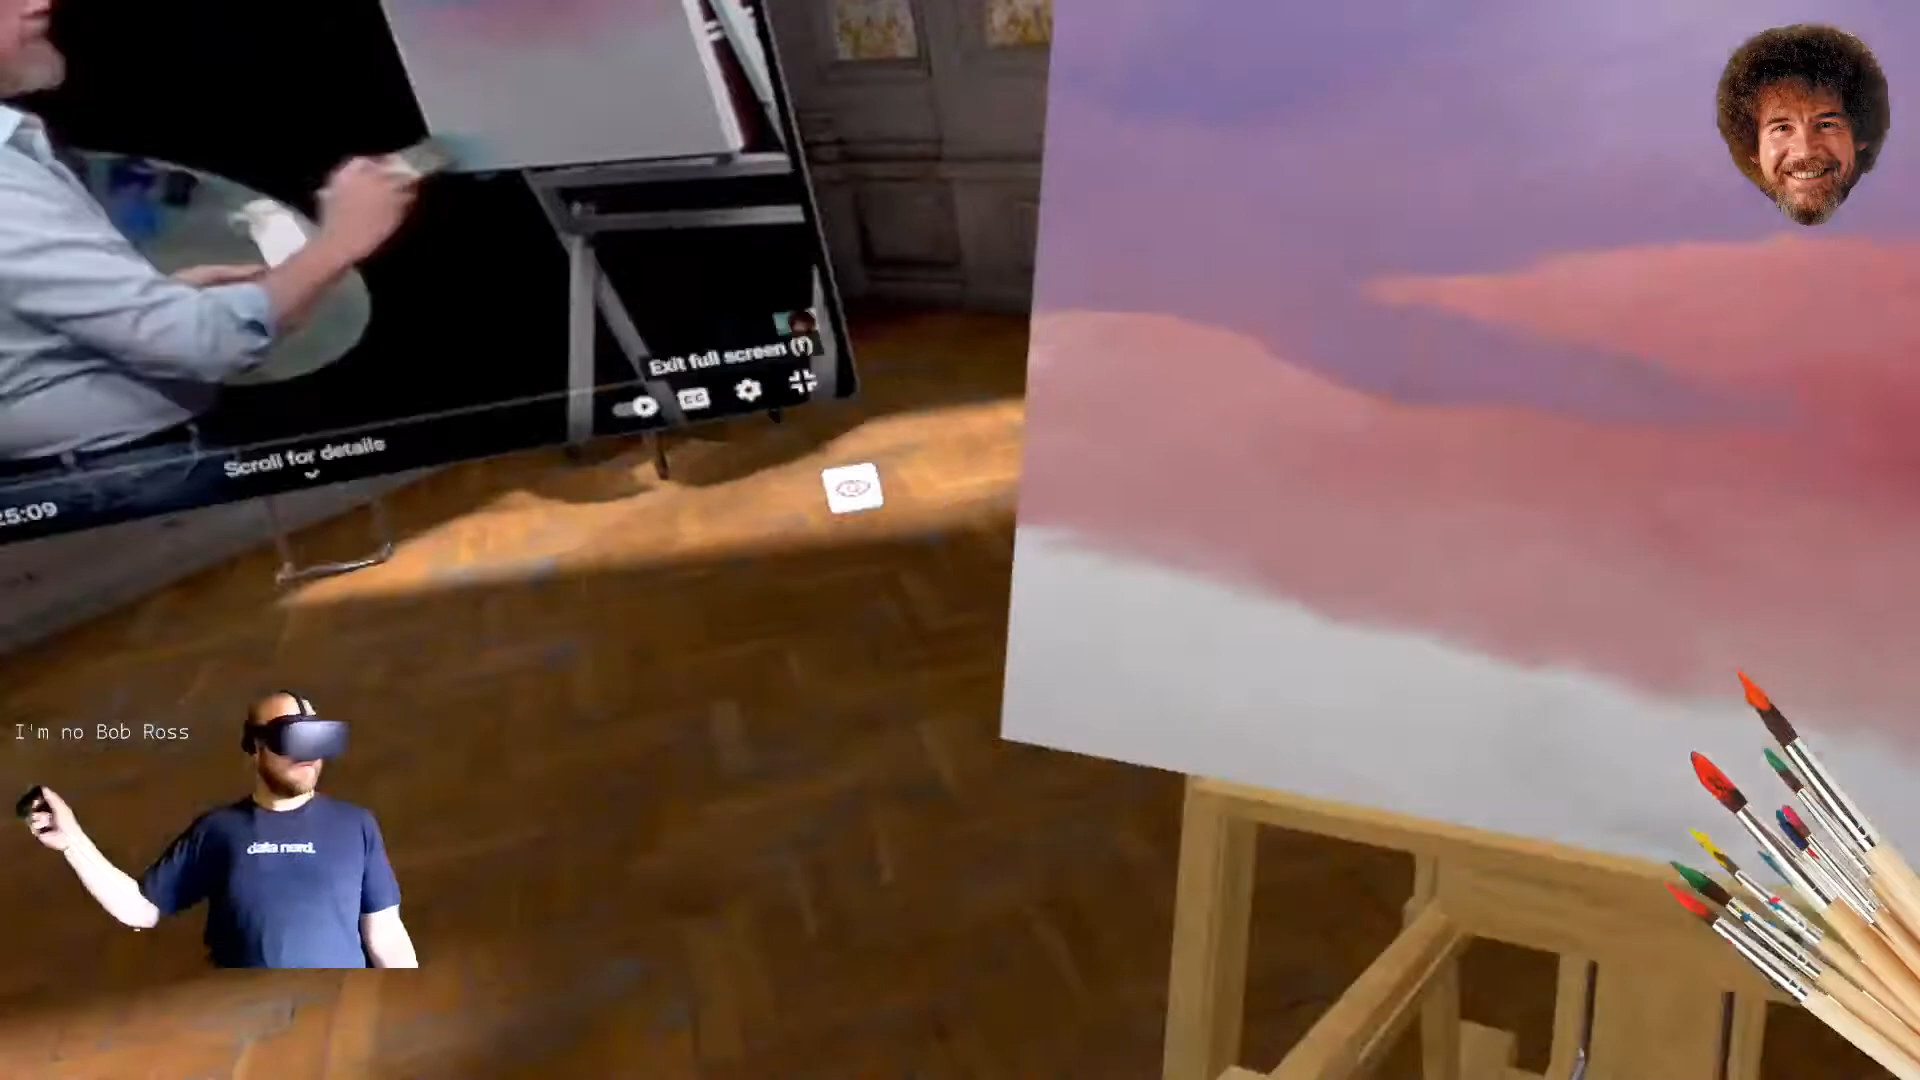 Exit full screen (f)
CC
Scroll for details
25:09
I'm no Bob Ross
data nerd.